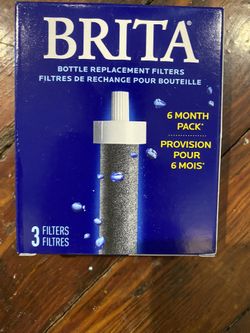 BRITA®
BOTTLE REPLACEMENT FILTERS
FILTRES DE RECHANGE POUR BOUTEILLE
6 MONTH
PACK*
PROVISION
POUR
6 MOIS*
3 FILTERS
FILTRES